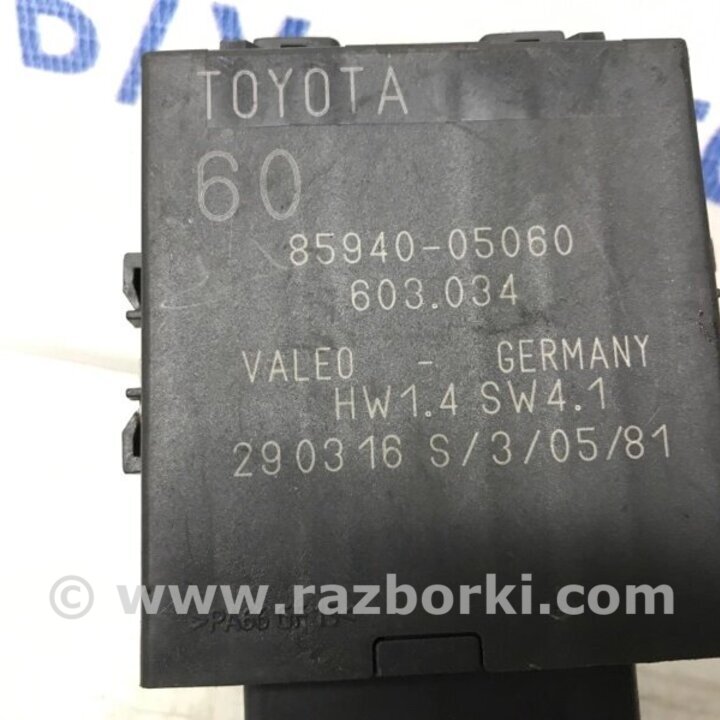 Б/У
TOYOTA
60
85940-05060
603.034
VALEO - GERMANY
HW1.4 SW4.1
290316 S/3/05/81
© www.razborki.com